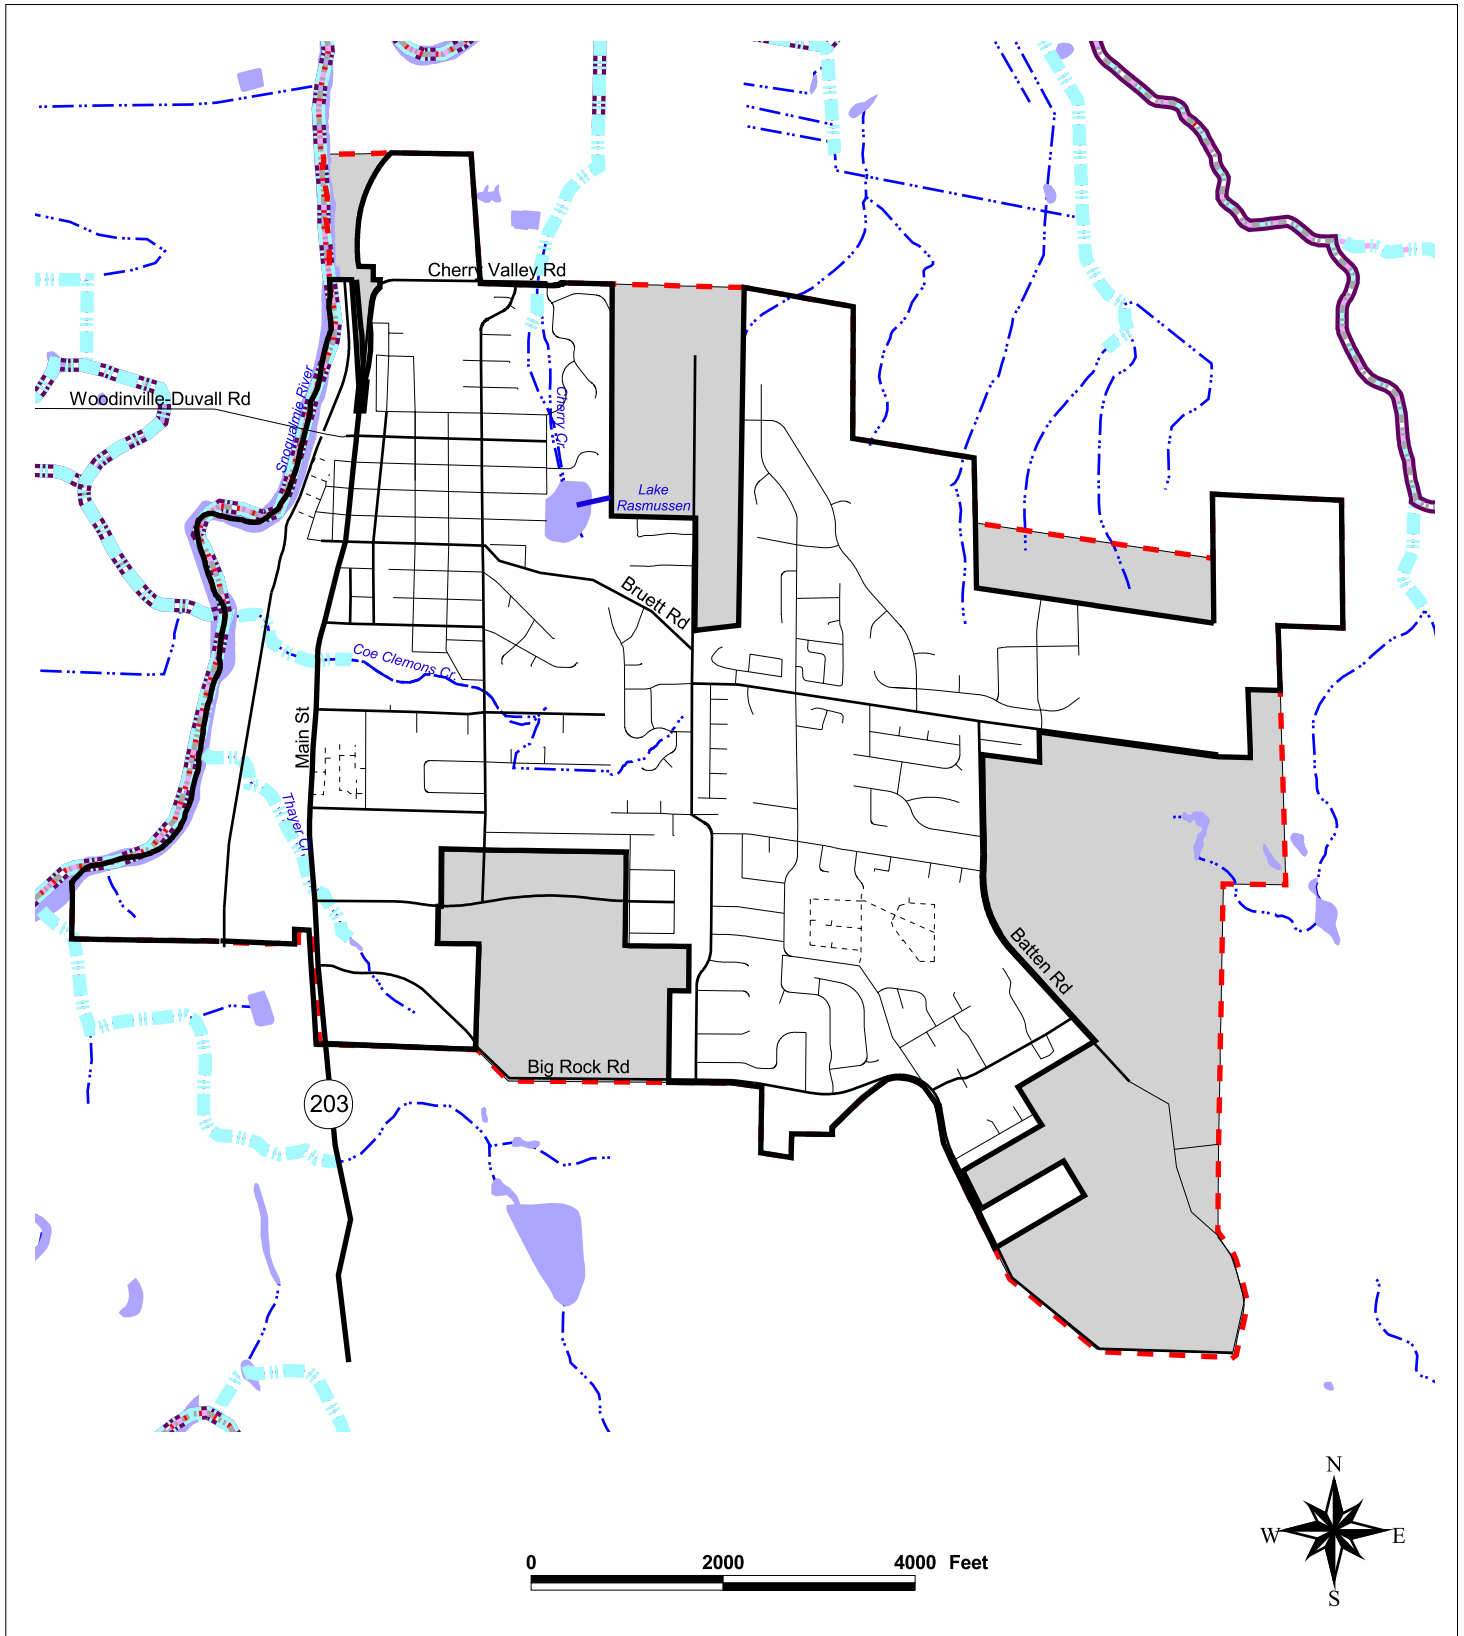 Cherry Valley Rd
Woodinville-Duvall Rd
Snoqualmie River
Cherry Cr.
Lake
Rasmussen
Bruett Rd
Coe Clemons Cr.
Main St
Thayer Cr.
Batten Rd
Big Rock Rd
203
N
W
E
S
0
2000
4000 Feet